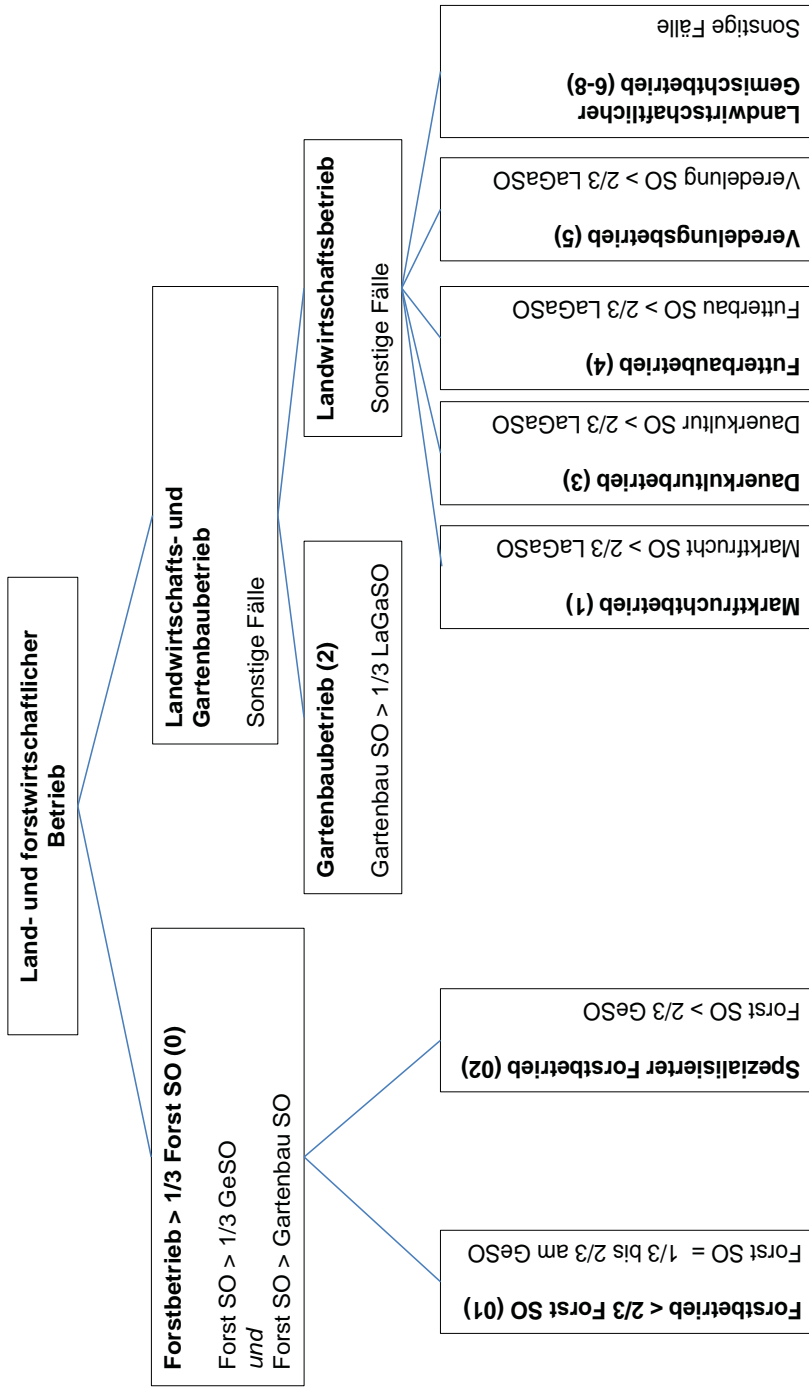 Land- und forstwirtschaftlicher
Betrieb
Forstbetrieb > 1/3 Forst SO (0)
Forst SO > 1/3 GeSO
und
Forst SO > Gartenbau SO
Landwirtschafts- und
Gartenbaubetrieb
Sonstige Fälle
Gartenbaubetrieb (2)
Gartenbau SO > 1/3 LaGaSO
Landwirtschaftsbetrieb
Sonstige Fälle
Forstbetrieb < 2/3 Forst SO (01)
Forst SO = 1/3 bis 2/3 am GeSO
Spezialisierter Forstbetrieb (02)
Forst SO > 2/3 GeSO
Marktfruchtbetrieb (1)
Marktfrucht SO > 2/3 LaGaSO
Dauerkulturbetrieb (3)
Dauerkultur SO > 2/3 LaGaSO
Futterbaubetrieb (4)
Futterbau SO > 2/3 LaGaSO
Veredelungsbetrieb (5)
Veredelung SO > 2/3 LaGaSO
Landwirtschaftlicher
Gemischtbetrieb (6-8)
Sonstige Fälle